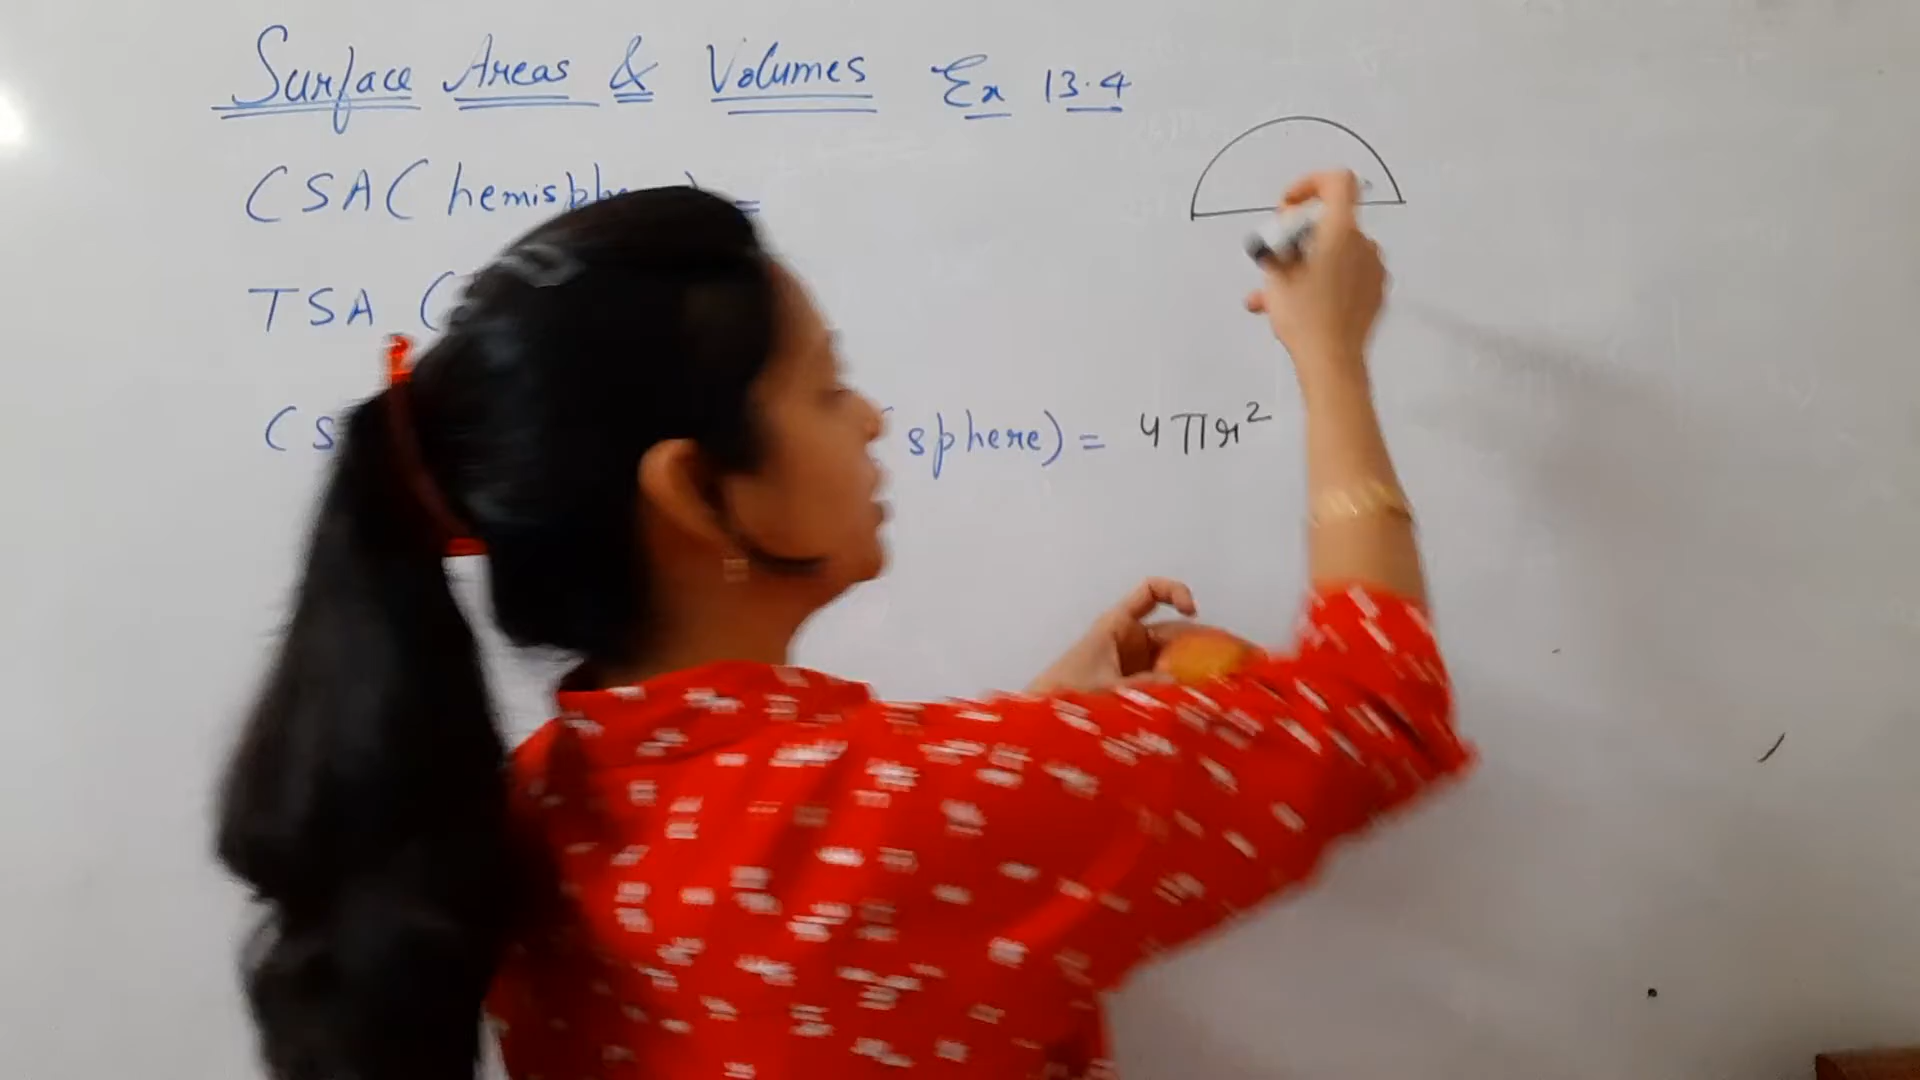 Surface Areas & Volumes Ex 13.4
CSA ( hemisphere) =
TSA (
(S sphere) = 4πr²